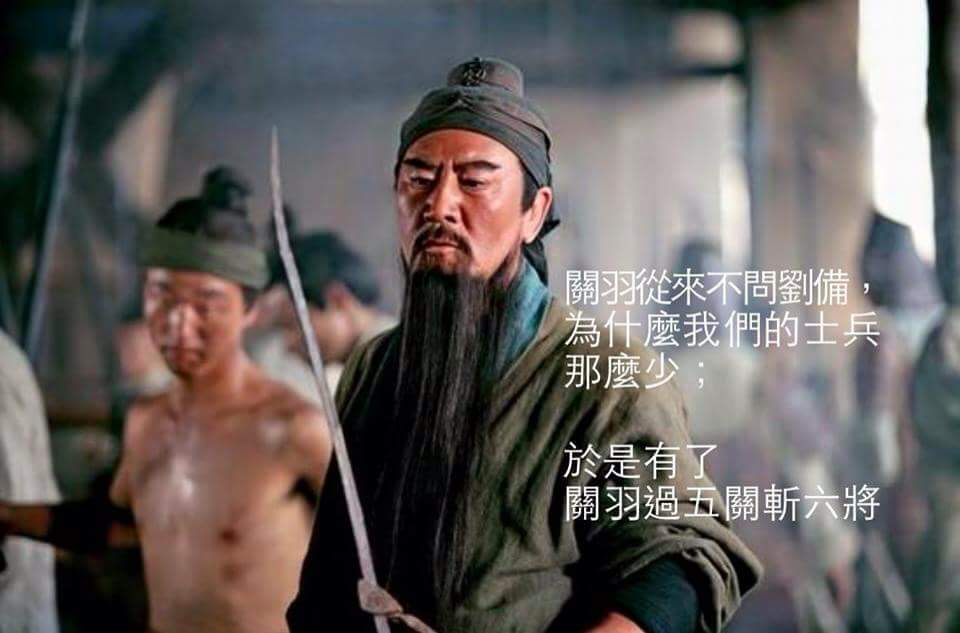 關羽從來不問劉備，
為什麼我們的士兵
那麼少；
於是有了
關羽過五關斬六將